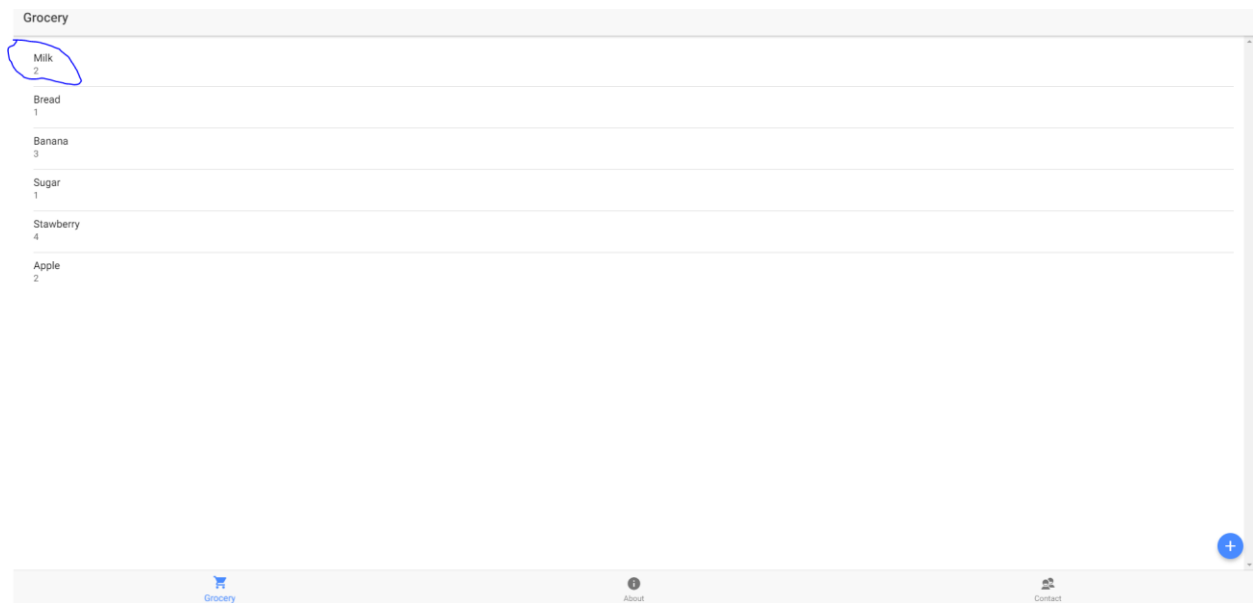 Grocery
Milk
2
Bread
1
Banana
3
Sugar
1
Stawberry
4
Apple
2
Grocery
About
Contact